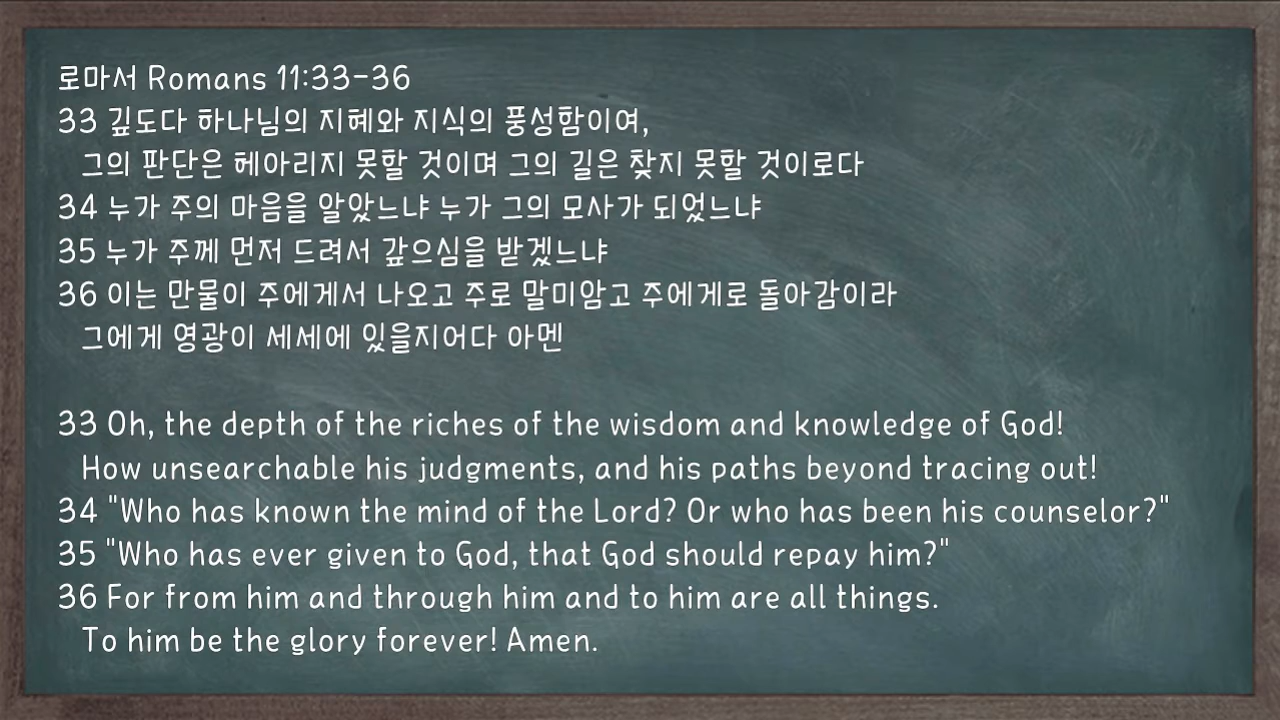 로마서 Romans 11:33-36
33 깊도다 하나님의 지혜와 지식의 풍성함이여,
그의 판단은 헤아리지 못할 것이며 그의 길은 찾지 못할 것이로다
34 누가 주의 마음을 알았느냐 누가 그의 모사가 되었느냐
35 누가 주께 먼저 드려서 갚으심을 받겠느냐
36 이는 만물이 주에게서 나오고 주로 말미암고 주에게로 돌아감이라
그에게 영광이 세세에 있을지어다 아멘
33 Oh, the depth of the riches of the wisdom and knowledge of God!
How unsearchable his judgments, and his paths beyond tracing out!
34 "Who has known the mind of the Lord? Or who has been his counselor?"
35 "Who has ever given to God, that God should repay him?"
36 For from him and through him and to him are all things.
To him be the glory forever! Amen.